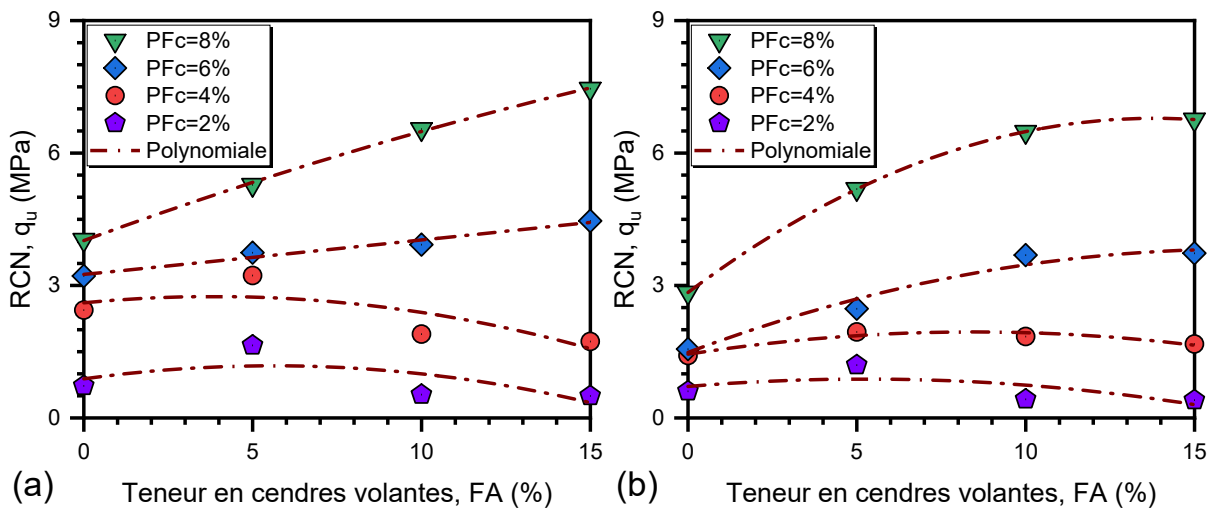 9
6
3
0
RCN, qu (MPa)
PFc=8%
PFc=6%
PFc=4%
PFc=2%
Polynomiale
0 5 10 15
(a) Teneur en cendres volantes, FA (%)
9
6
3
0
RCN, qu (MPa)
PFc=8%
PFc=6%
PFc=4%
PFc=2%
Polynomiale
0 5 10 15
(b) Teneur en cendres volantes, FA (%)